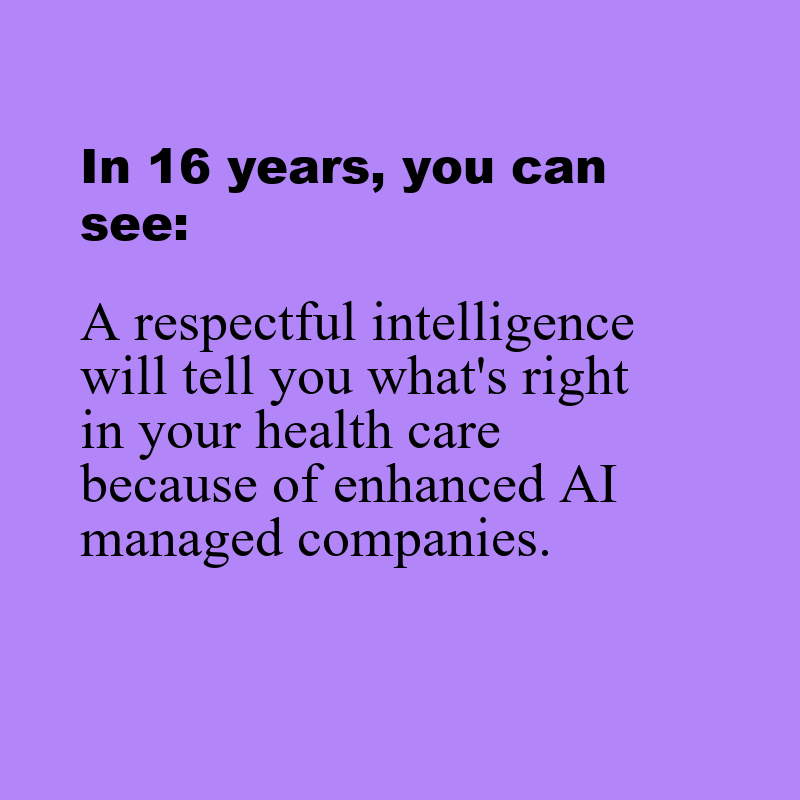 In 16 years, you can
see:
A respectful intelligence
will tell you what's right
in your health care
because of enhanced AI
managed companies.